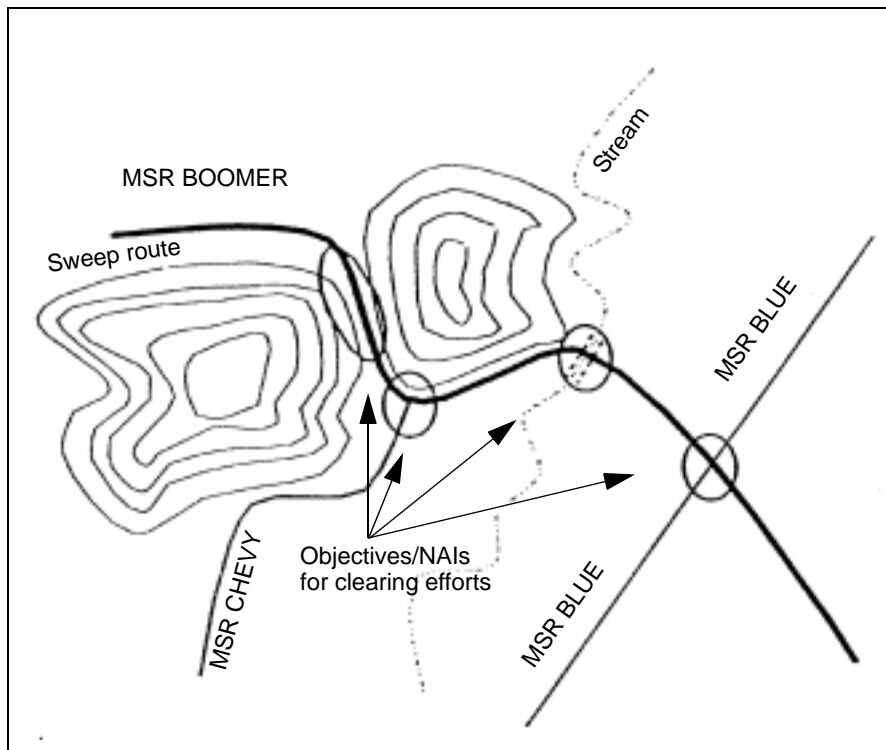 Stream
MSR BOOMER
Sweep route
MSR BLUE
Objectives/NAIs
for clearing efforts
MSR CHEVY
MSR BLUE